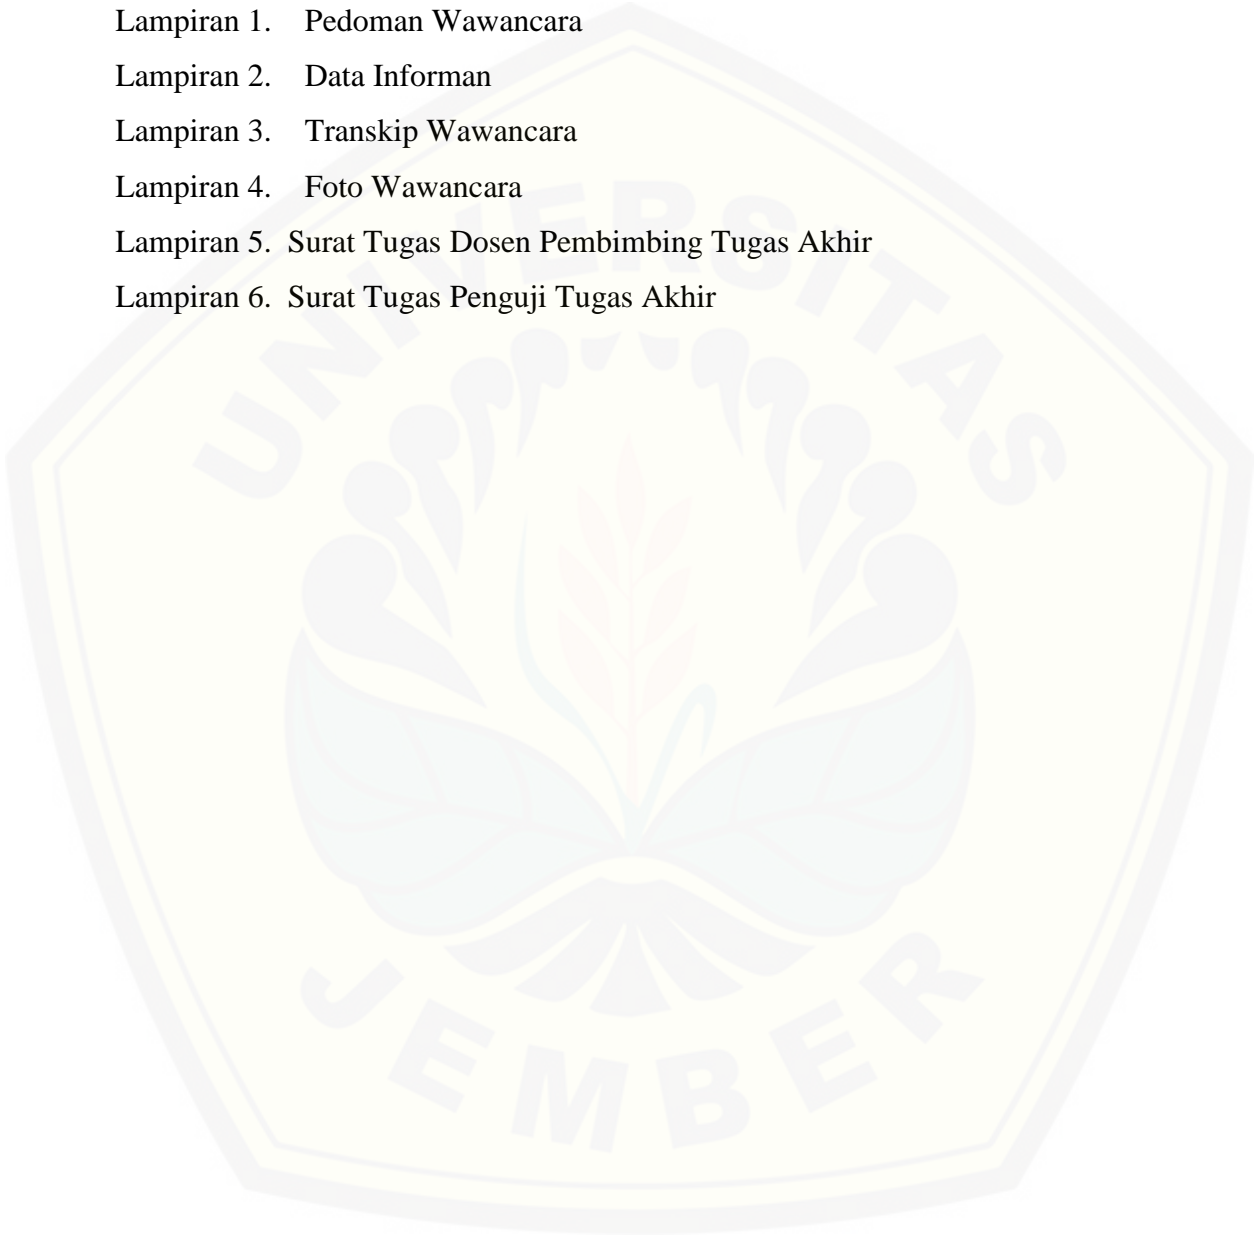 Lampiran 1. Pedoman Wawancara
Lampiran 2. Data Informan
Lampiran 3. Transkip Wawancara
Lampiran 4. Foto Wawancara
Lampiran 5. Surat Tugas Dosen Pembimbing Tugas Akhir
Lampiran 6. Surat Tugas Penguji Tugas Akhir
UNIVERSITAS
JEMBER